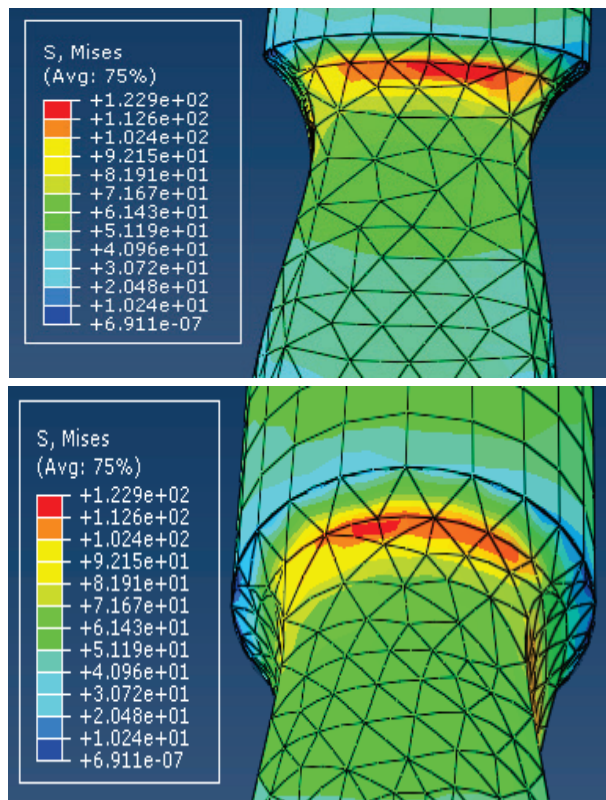 S, Mises
(Avg: 75%)
+1.229e+02
+1.126e+02
+1.024e+02
+9.215e+01
+8.191e+01
+7.167e+01
+6.143e+01
+5.119e+01
+4.096e+01
+3.072e+01
+2.048e+01
+1.024e+01
+6.911e-07
S, Mises
(Avg: 75%)
+1.229e+02
+1.126e+02
+1.024e+02
+9.215e+01
+8.191e+01
+7.167e+01
+6.143e+01
+5.119e+01
+4.096e+01
+3.072e+01
+2.048e+01
+1.024e+01
+6.911e-07